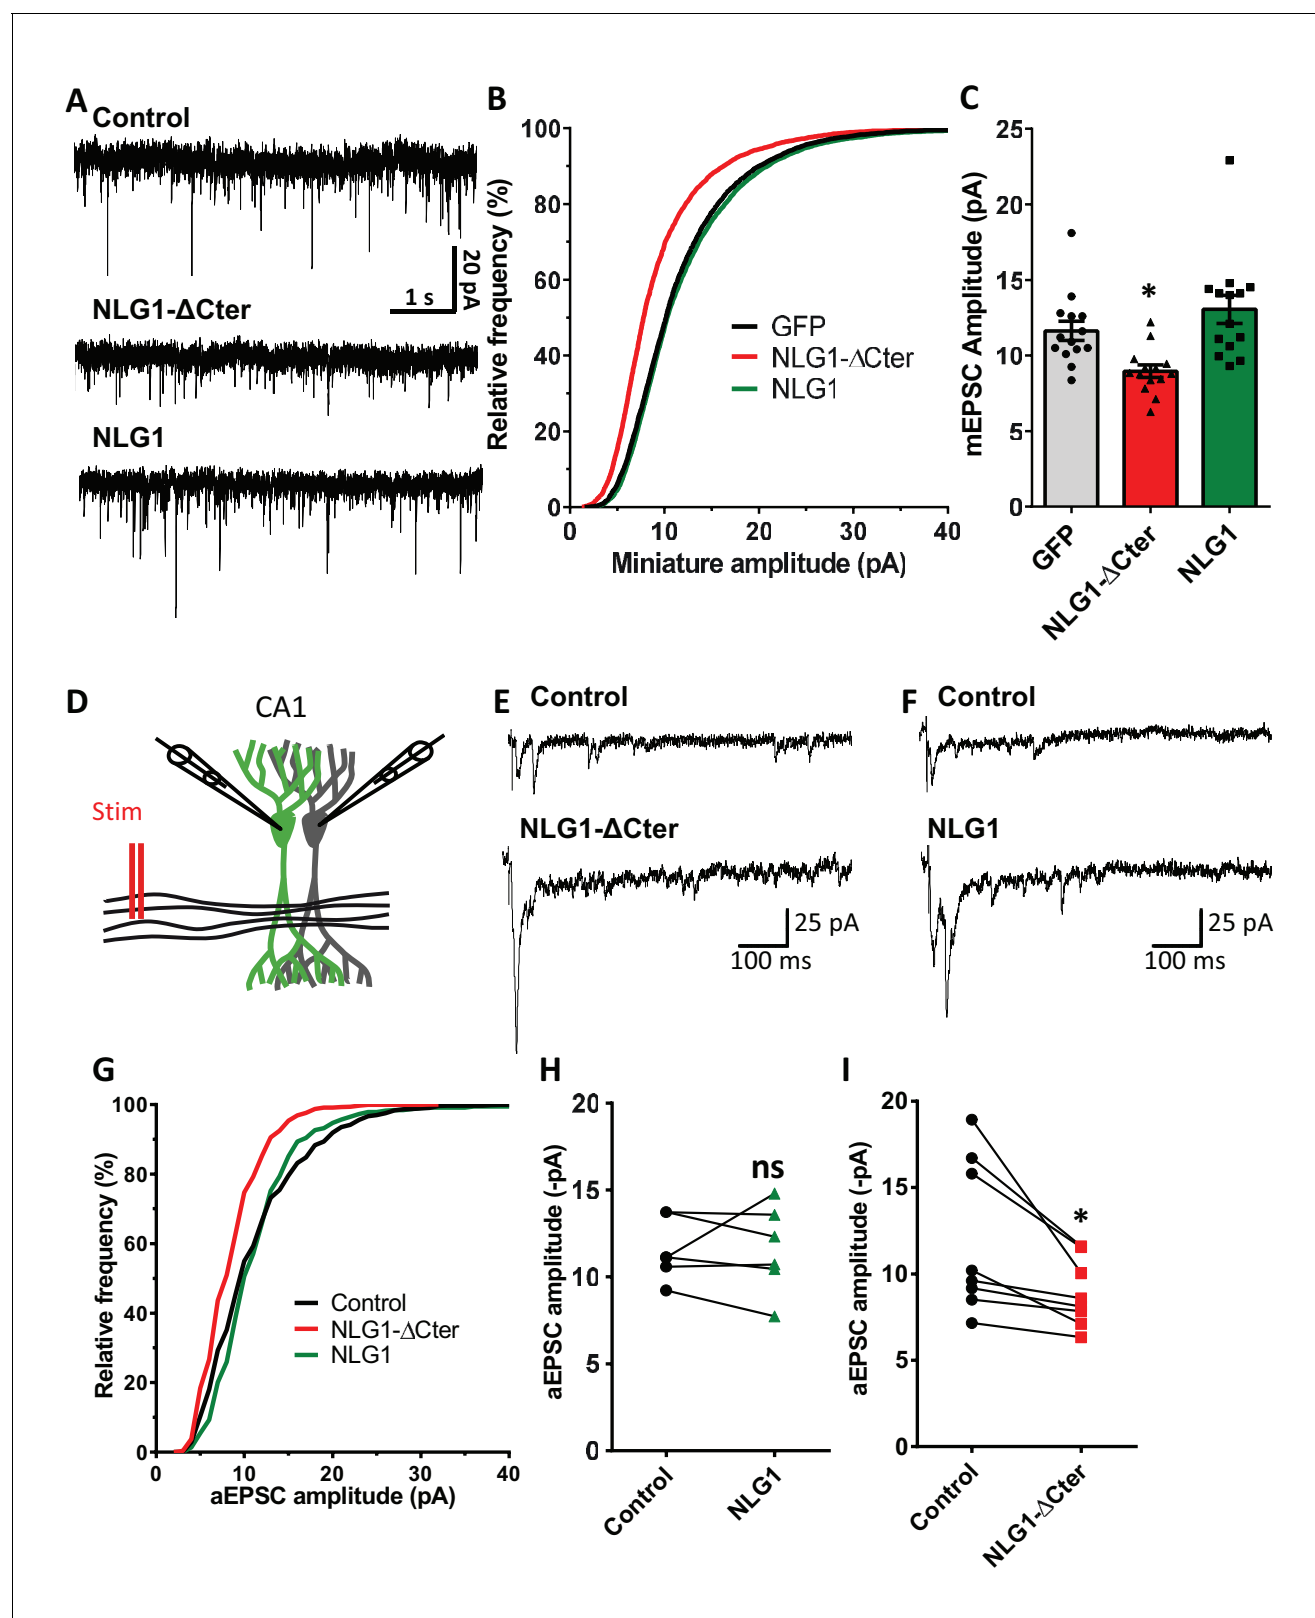 A
Control
20 pA
1 s
NLG1-ΔCter
NLG1
B
Relative frequency (%)
100
80
60
40
20
0
GFP
NLG1-ΔCter
NLG1
0
10
20
30
40
Miniature amplitude (pA)
C
mEPSC Amplitude (pA)
25
20
15
10
5
0
*
GFP
NLG1-ΔCter
NLG1
D
CA1
Stim
E
Control
NLG1-ΔCter
25 pA
100 ms
F
Control
NLG1
25 pA
100 ms
G
Relative frequency (%)
100
80
60
40
20
0
Control
NLG1-ΔCter
NLG1
0
10
20
30
40
aEPSC amplitude (pA)
H
aEPSC amplitude (-pA)
20
15
10
5
0
ns
Control
NLG1
I
aEPSC amplitude (-pA)
20
15
10
5
0
*
Control
NLG1-ΔCter